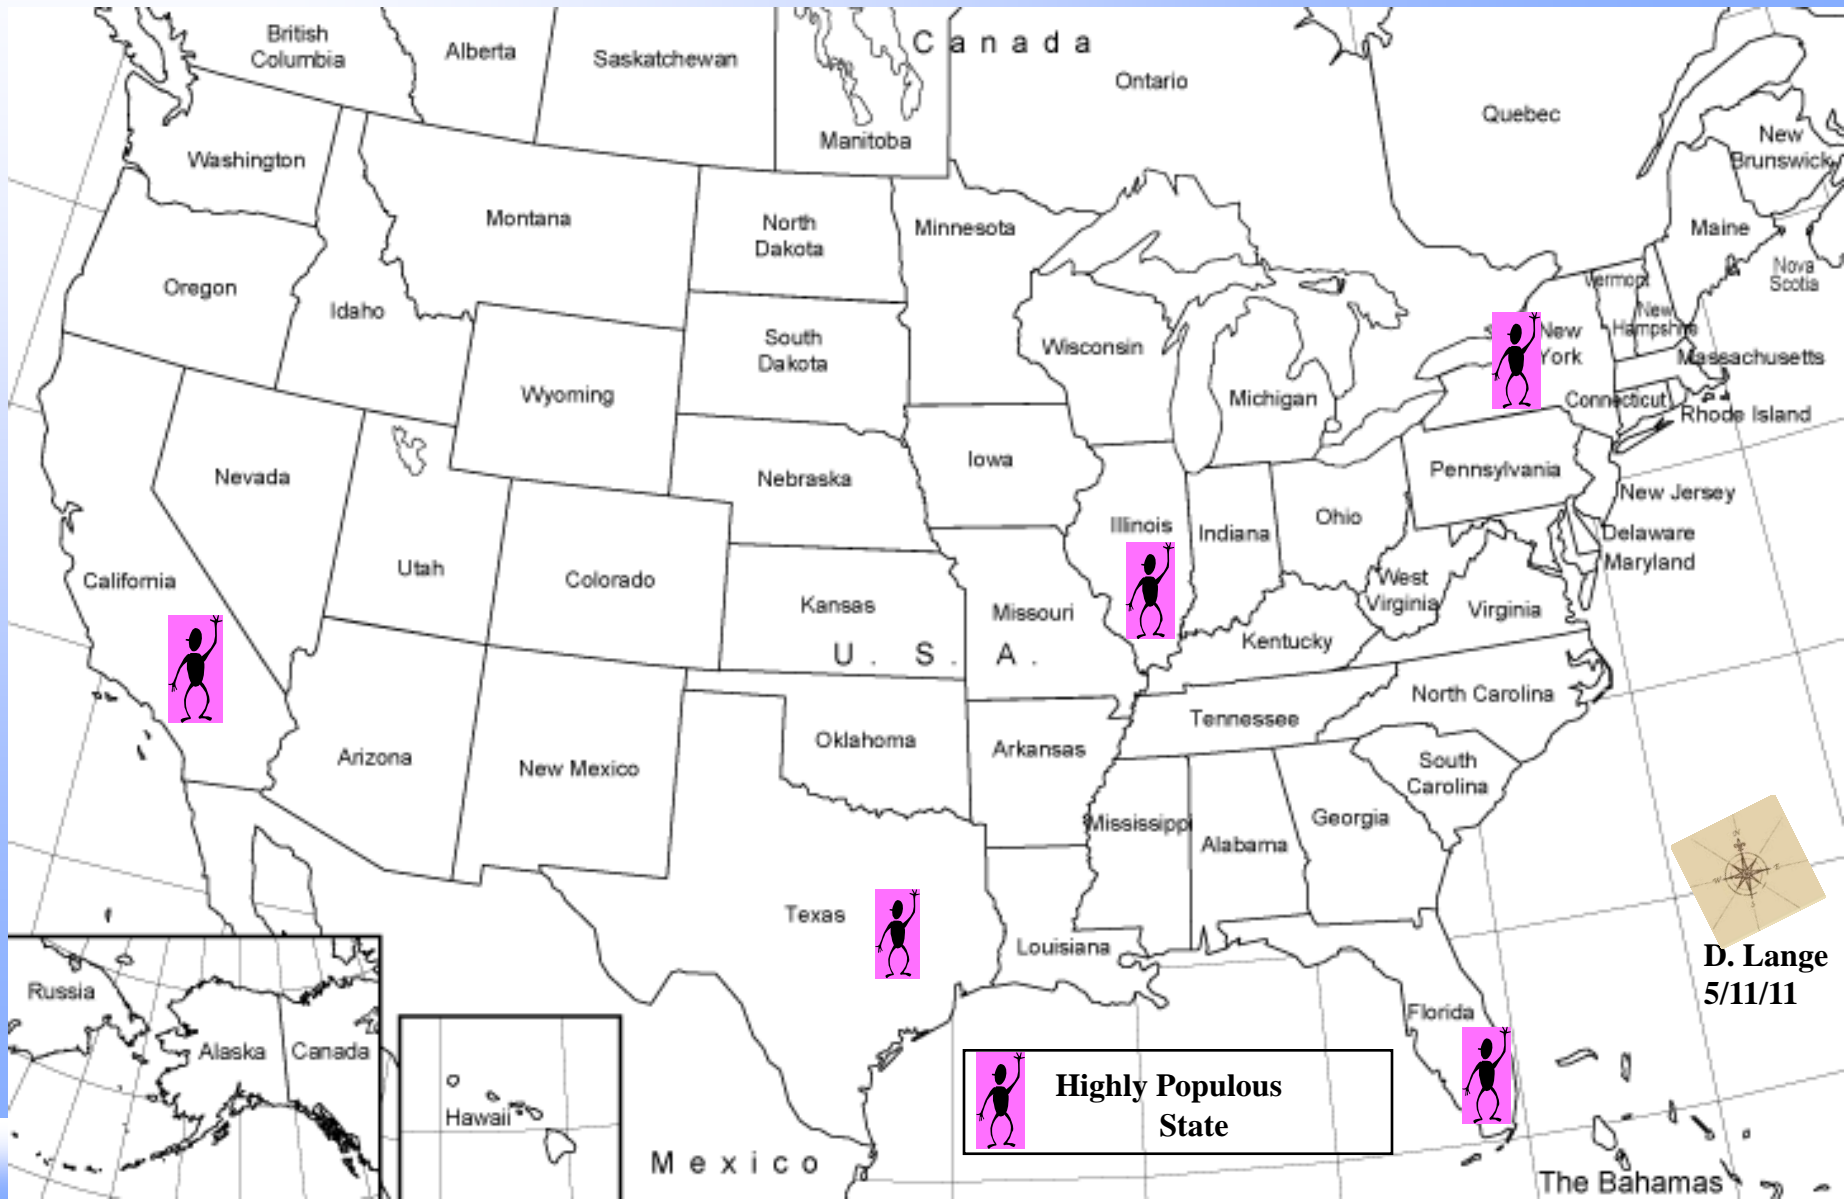 Canada
British
Columbia
Alberta
Saskatchewan
Manitoba
Ontario
Quebec
New
Brunswick
Nova
Scotia
Washington
Montana
North
Dakota
Minnesota
Maine
Vermont
New
Hampshire
Oregon
Idaho
South
Dakota
Wisconsin
New
York
Massachusetts
Wyoming
Michigan
Connecticut
Rhode Island
Nevada
Nebraska
Iowa
Pennsylvania
New Jersey
Illinois
Indiana
Ohio
Delaware
Maryland
California
Utah
Colorado
Kansas
Missouri
West
Virginia
Virginia
Kentucky
U. S. A.
North Carolina
Tennessee
Arizona
New Mexico
Oklahoma
Arkansas
South
Carolina
Mississippi
Alabama
Georgia
Texas
Louisiana
Florida
N
W
E
S
D. Lange
5/11/11
Russia
Alaska
Canada
Hawaii
Mexico
Highly Populous
State
The Bahamas